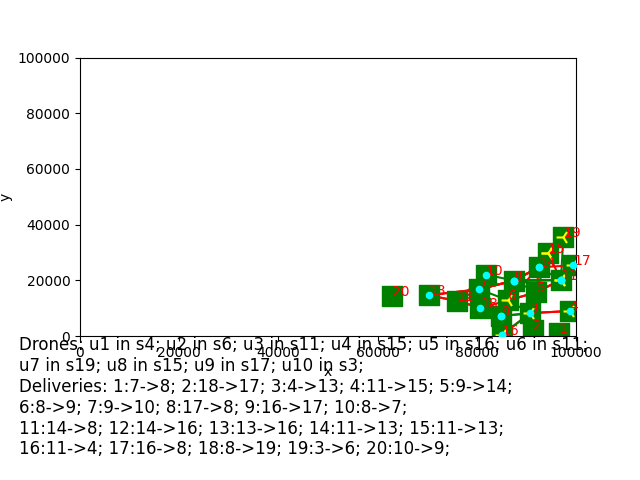 100000
80000
60000
40000
20000
0
y
19
17
20
16
0 20000 40000 60000 80000 100000
x
Drones: u1 in s4; u2 in s6; u3 in s11; u4 in s15; u5 in s16; u6 in s11;
u7 in s19; u8 in s15; u9 in s17; u10 in s3;
Deliveries: 1:7->8; 2:18->17; 3:4->13; 4:11->15; 5:9->14;
6:8->9; 7:9->10; 8:17->8; 9:16->17; 10:8->7;
11:14->8; 12:14->16; 13:13->16; 14:11->13; 15:11->13;
16:11->4; 17:16->8; 18:8->19; 19:3->6; 20:10->9;